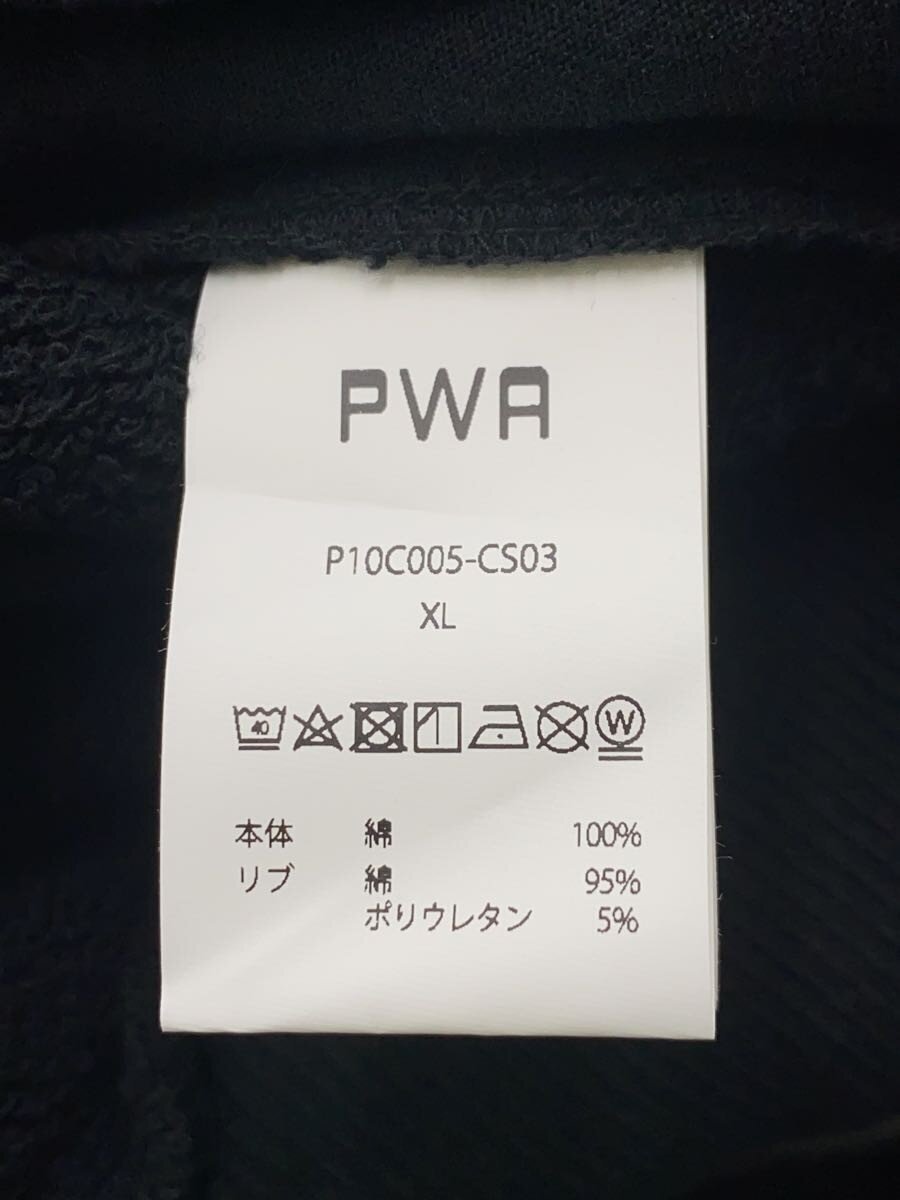 PWA
P10C005-CS03
XL
40 W
本体 綿 100%
リブ 綿 95%
ポリウレタン 5%